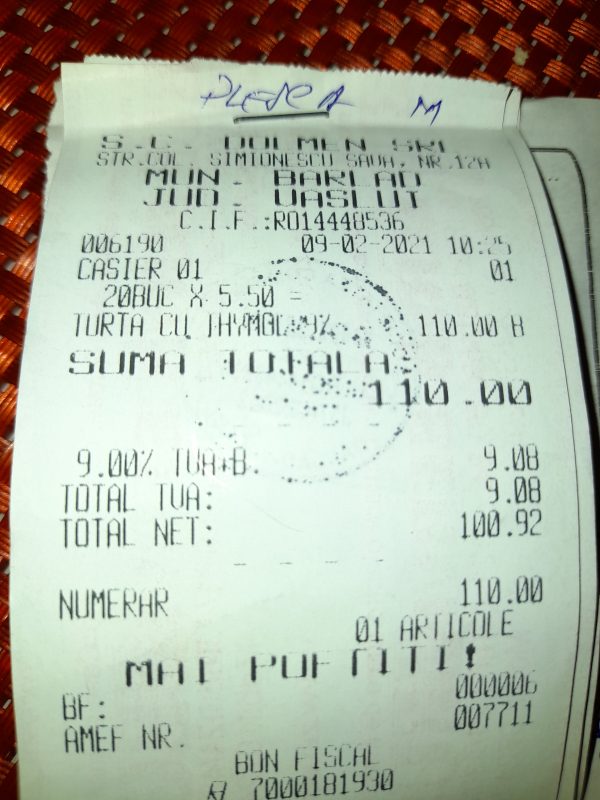 S.C. DOLMEN SRL
STR.COL. SIMIONESCU SAVA, NR.12A
MUN. BARLAD
JUD. VASLUI
C.I.F.:RO14448536
006190 09-02-2021 10:25
CASIER 01 01
20BUC X 5.50 =
TURTA CU 9% 110.00 B
SUMA TOTALA:
110.00
9.00% TVA+B. 9.08
TOTAL TVA: 9.08
TOTAL NET: 100.92
NUMERAR 110.00
01 ARTICOLE
MAI POFTITI!
BF: 000006
AMEF NR. 007711
BON FISCAL
7000181930